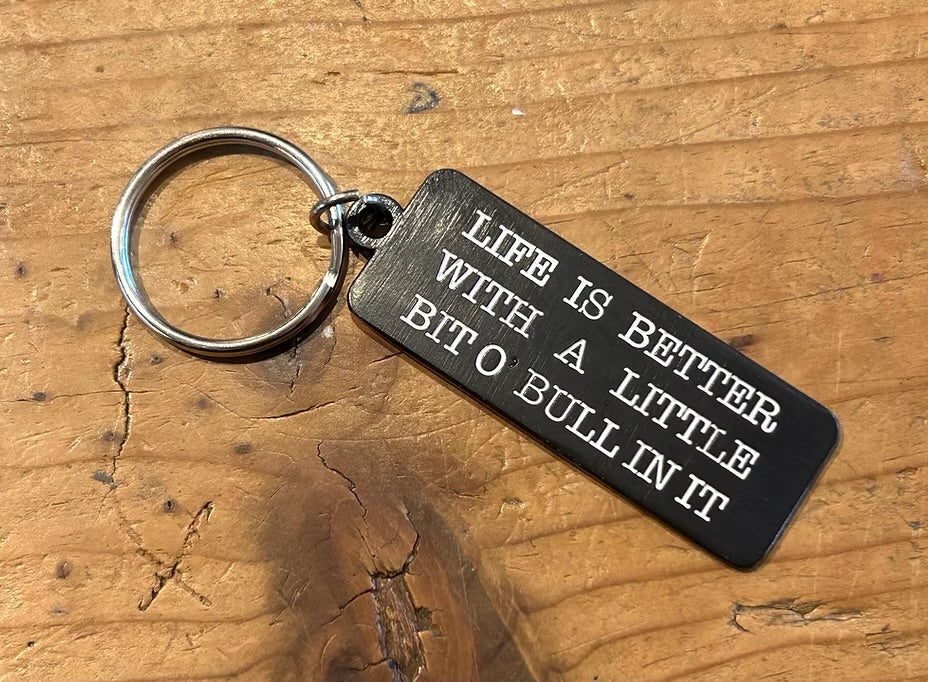 LIFE IS BETTER
WITH A LITTLE
BIT O' BULL IN IT